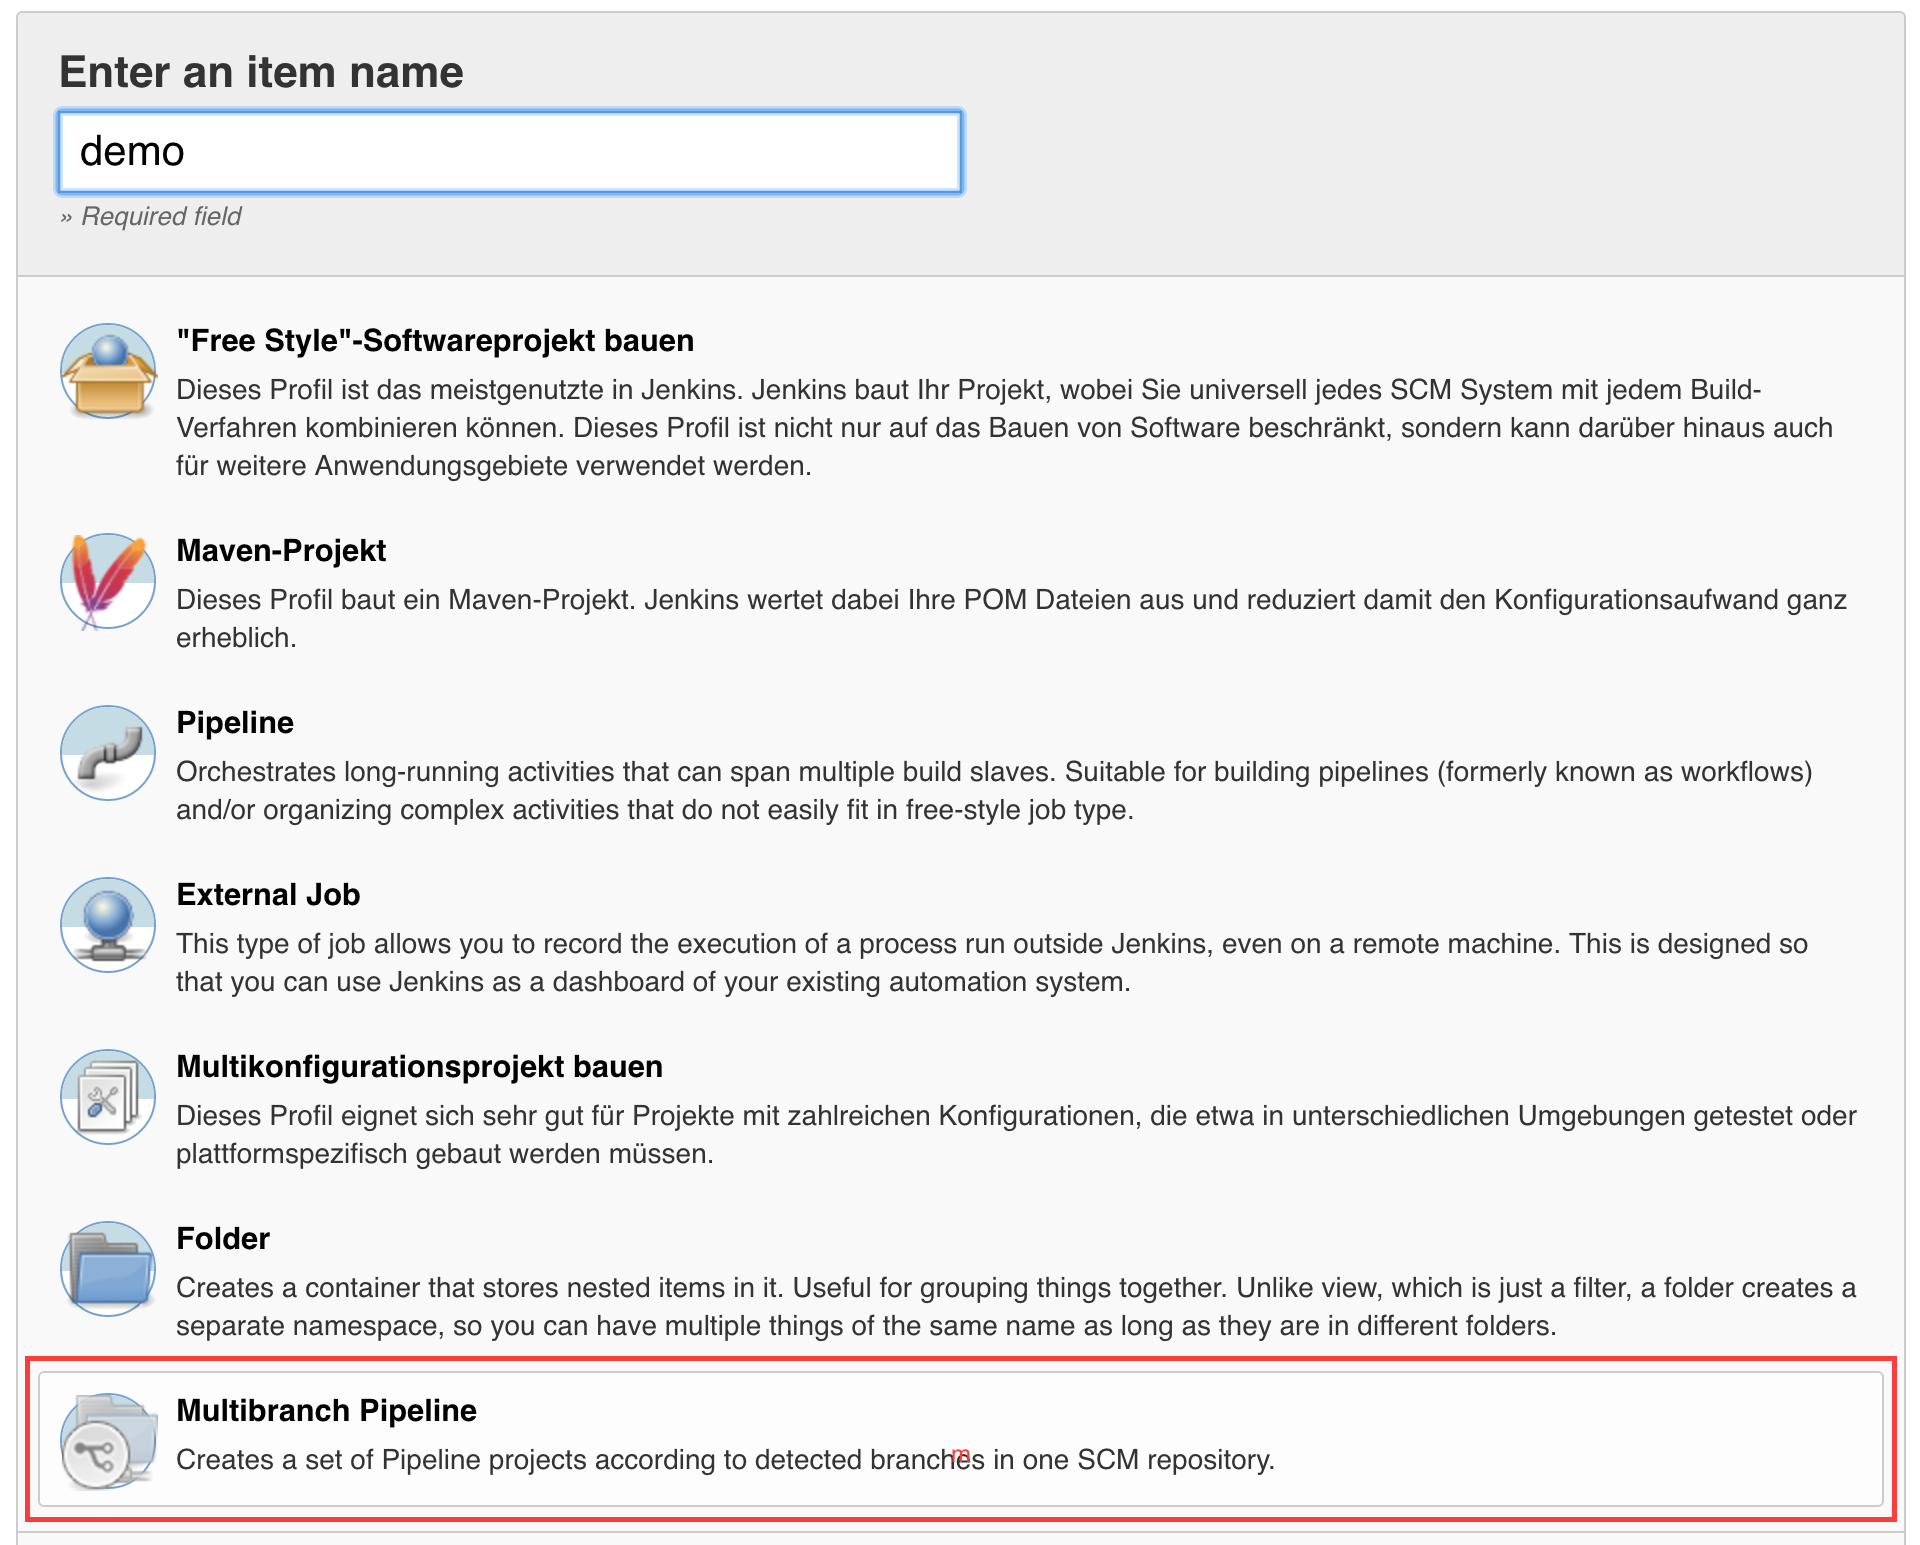 Enter an item name
demo
» Required field
"Free Style"-Softwareprojekt bauen
Dieses Profil ist das meistgenutzte in Jenkins. Jenkins baut Ihr Projekt, wobei Sie universell jedes SCM System mit jedem Build-
Verfahren kombinieren können. Dieses Profil ist nicht nur auf das Bauen von Software beschränkt, sondern kann darüber hinaus auch
für weitere Anwendungsgebiete verwendet werden.
Maven-Projekt
Dieses Profil baut ein Maven-Projekt. Jenkins wertet dabei Ihre POM Dateien aus und reduziert damit den Konfigurationsaufwand ganz
erheblich.
Pipeline
Orchestrates long-running activities that can span multiple build slaves. Suitable for building pipelines (formerly known as workflows)
and/or organizing complex activities that do not easily fit in free-style job type.
External Job
This type of job allows you to record the execution of a process run outside Jenkins, even on a remote machine. This is designed so
that you can use Jenkins as a dashboard of your existing automation system.
Multikonfigurationsprojekt bauen
Dieses Profil eignet sich sehr gut für Projekte mit zahlreichen Konfigurationen, die etwa in unterschiedlichen Umgebungen getestet oder
plattformspezifisch gebaut werden müssen.
Folder
Creates a container that stores nested items in it. Useful for grouping things together. Unlike view, which is just a filter, a folder creates a
separate namespace, so you can have multiple things of the same name as long as they are in different folders.
Multibranch Pipeline
Creates a set of Pipeline projects according to detected branches in one SCM repository.
m